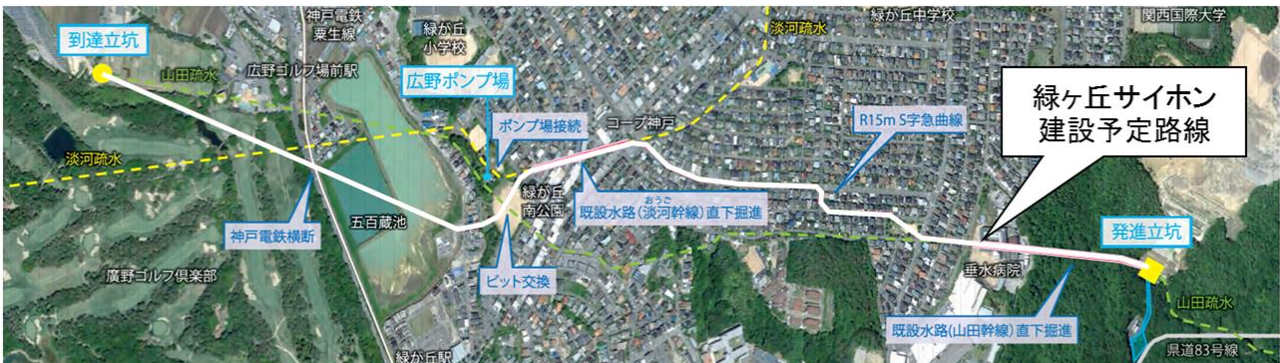 神戸電鉄
粟生線
緑が丘
小学校
淡河疏水
緑が丘中学校
関西国際大学
到達立坑
山田疏水
広野ゴルフ場前駅
広野ポンプ場
緑ヶ丘サイホン
建設予定路線
ポンプ場接続
コープ神戸
R15m S字急曲線
淡河疏水
緑が丘
南公園
おうご
既設水路(淡河幹線)直下掘進
五百蔵池
神戸電鉄横断
発進立坑
垂水病院
廣野ゴルフ倶楽部
ビット交換
山田疏水
既設水路(山田幹線)直下掘進
県道83号線
緑が丘駅